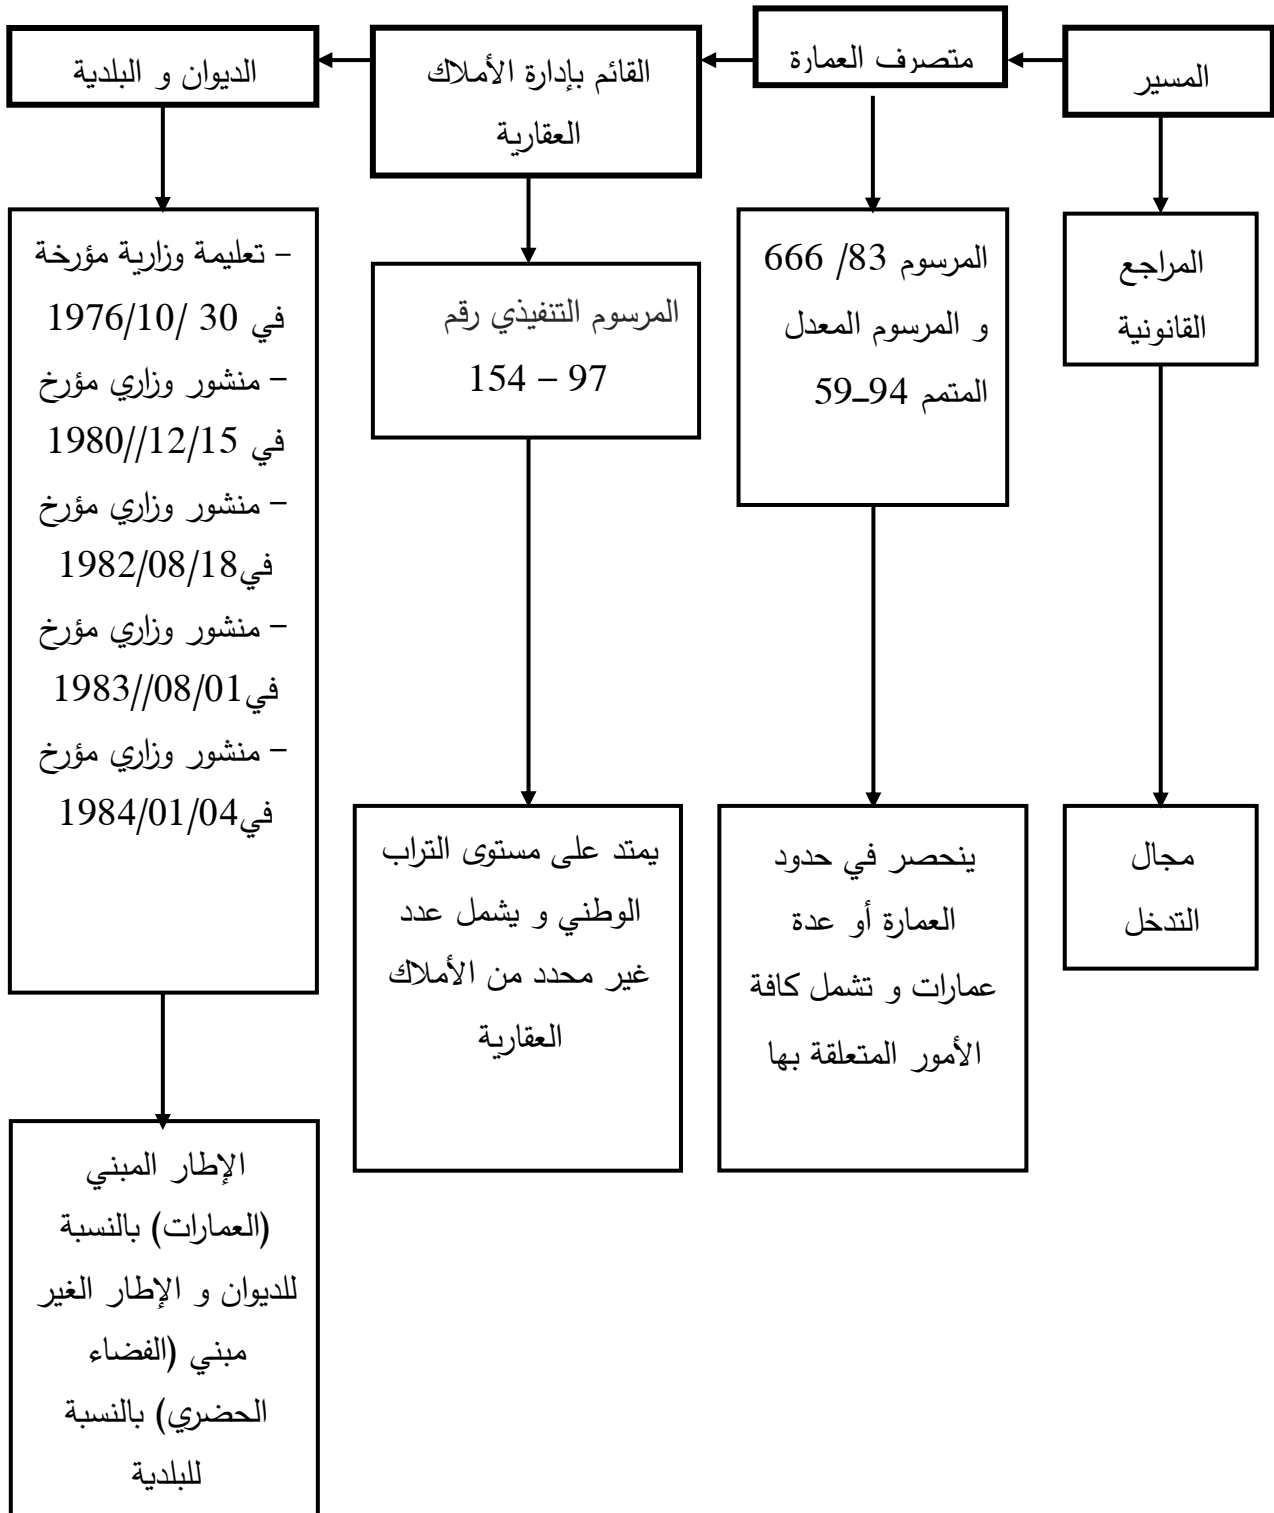 المسير
متصرف العمارة
القائم بإدارة الأملاك
العقارية
الديوان و البلدية
المراجع
القانونية
المرسوم 83/ 666
و المرسوم المعدل
المتمم 94ـ59
المرسوم التنفيذي رقم
97 – 154
– تعليمة وزارية مؤرخة
في 30 /1976/10
– منشور وزاري مؤرخ
في 1980//12/15
– منشور وزاري مؤرخ
في1982/08/18
– منشور وزاري مؤرخ
في1983//08/01
– منشور وزاري مؤرخ
في1984/01/04
مجال
التدخل
ينحصر في حدود
العمارة أو عدة
عمارات و تشمل كافة
الأمور المتعلقة بها
يمتد على مستوى التراب
الوطني و يشمل عدد
غير محدد من الأملاك
العقارية
الإطار المبني
(العمارات) بالنسبة
للديوان و الإطار الغير
مبني (الفضاء
الحضري) بالنسبة
للبلدية